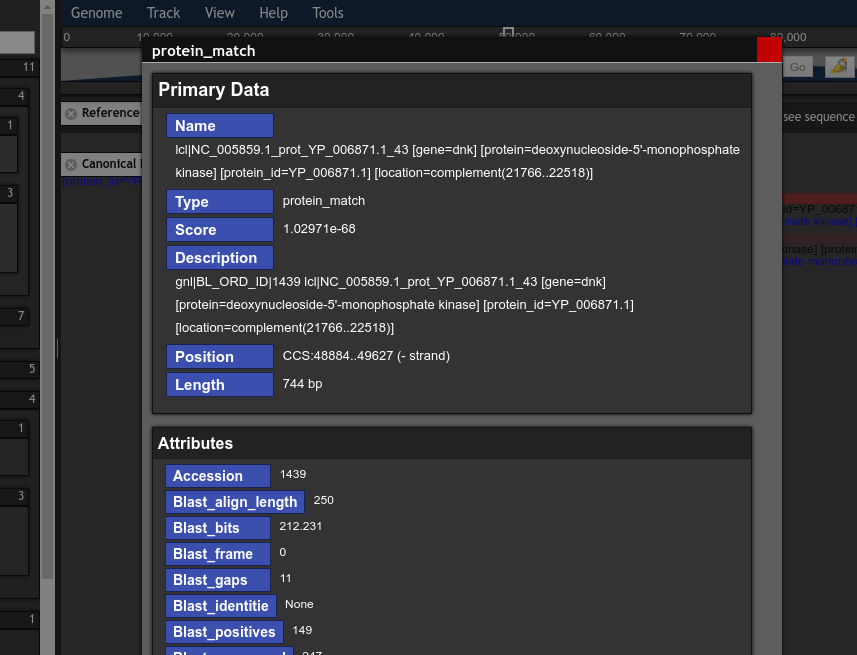 Genome Track View Help Tools
0 10,000 20,000 30,000 40,000 50,000 60,000 70,000 80,000
protein_match
Go
11
Primary Data
4
Reference
see sequence
1
Name
lcl|NC_005859.1_prot_YP_006871.1_43 [gene=dnk] [protein=deoxynucleoside-5'-monophosphate
kinase] [protein_id=YP_006871.1] [location=complement(21766..22518)]
Canonical
[protein_id=YP
3
Type protein_match
id=YP_00687
phate kinase] [
Score 1.02971e-68
kinase] [protein
Description
tide monopho
gnl|BL_ORD_ID|1439 lcl|NC_005859.1_prot_YP_006871.1_43 [gene=dnk]
[protein=deoxynucleoside-5'-monophosphate kinase] [protein_id=YP_006871.1]
[location=complement(21766..22518)]
7
Position CCS:48884..49627 (- strand)
5
Length 744 bp
4
1
Attributes
Accession 1439
3
Blast_align_length 250
Blast_bits 212.231
Blast_frame 0
Blast_gaps 11
Blast_identitie None
1
Blast_positives 149